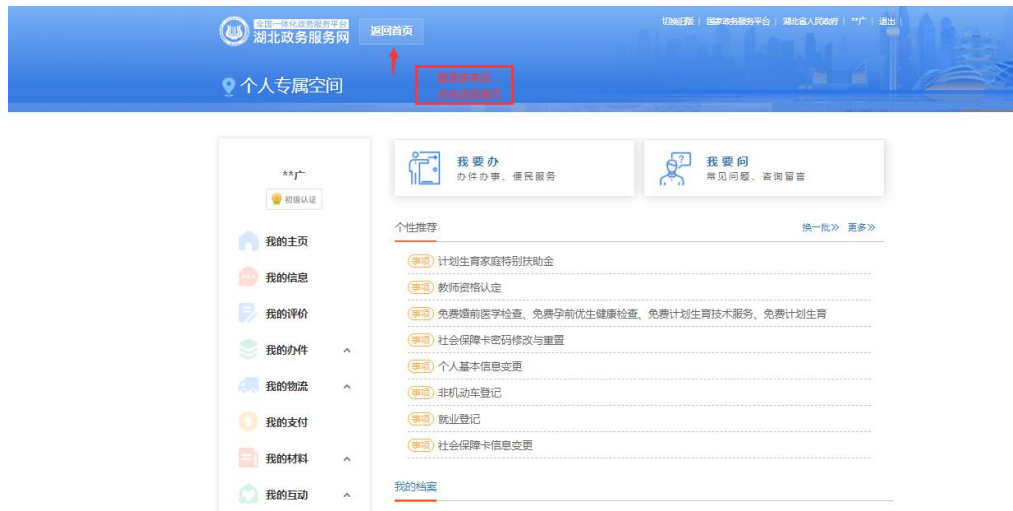 全国一体化政务服务平台
湖北政务服务网
返回首页
切换旧版 | 国家政务服务平台 | 湖北省人民政府 | **广 | 退出 |
个人专属空间
点击返回首页
**广
初级认证
我的主页
我的信息
我的评价
我的办件
我的物流
我的支付
我的材料
我的互动
我要办
办件办事、便民服务
我要问
常见问题、咨询留言
个性推荐
换一批》 更多》
事项 计划生育家庭特别扶助金
事项 教师资格认定
事项 免费婚前医学检查、免费孕前优生健康检查、免费计划生育技术服务、免费计划生育
事项 社会保障卡密码修改与重置
事项 个人基本信息变更
事项 非机动车登记
事项 就业登记
事项 社会保障卡信息变更
我的档案